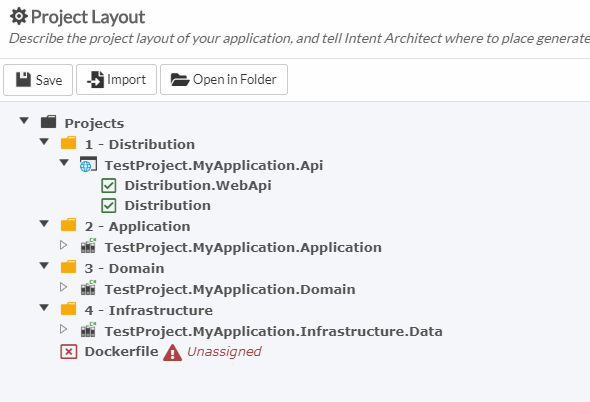 Project Layout
Describe the project layout of your application, and tell Intent Architect where to place generate
Save Import Open in Folder
Projects
1 - Distribution
TestProject.MyApplication.Api
Distribution.WebApi
Distribution
2 - Application
TestProject.MyApplication.Application
3 - Domain
TestProject.MyApplication.Domain
4 - Infrastructure
TestProject.MyApplication.Infrastructure.Data
Dockerfile Unassigned